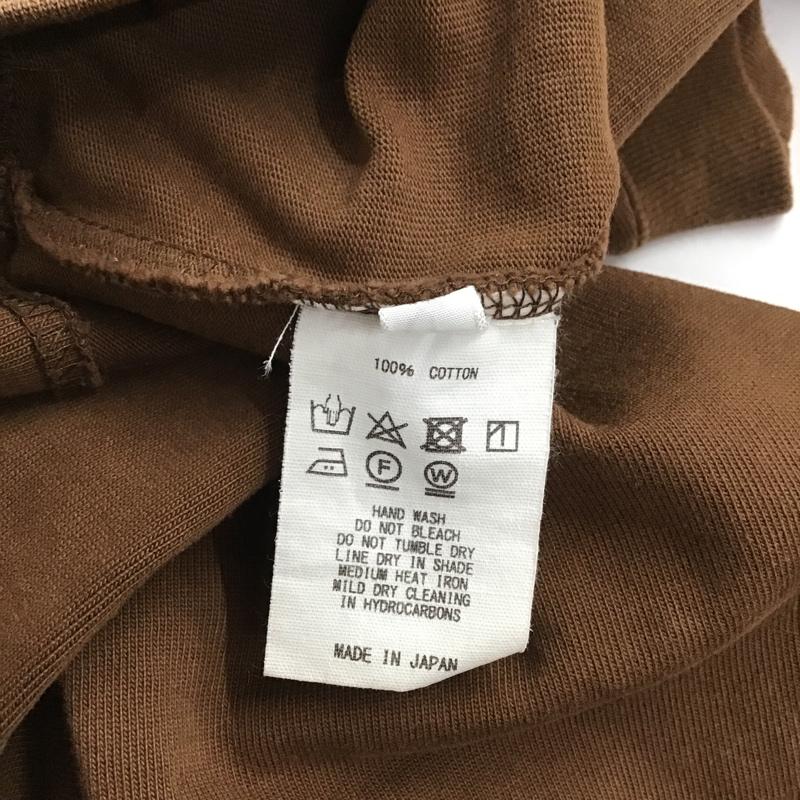 100% COTTON
F W
HAND WASH
DO NOT BLEACH
DO NOT TUMBLE DRY
LINE DRY IN SHADE
MEDIUM HEAT IRON
MILD DRY CLEANING
IN HYDROCARBONS
MADE IN JAPAN